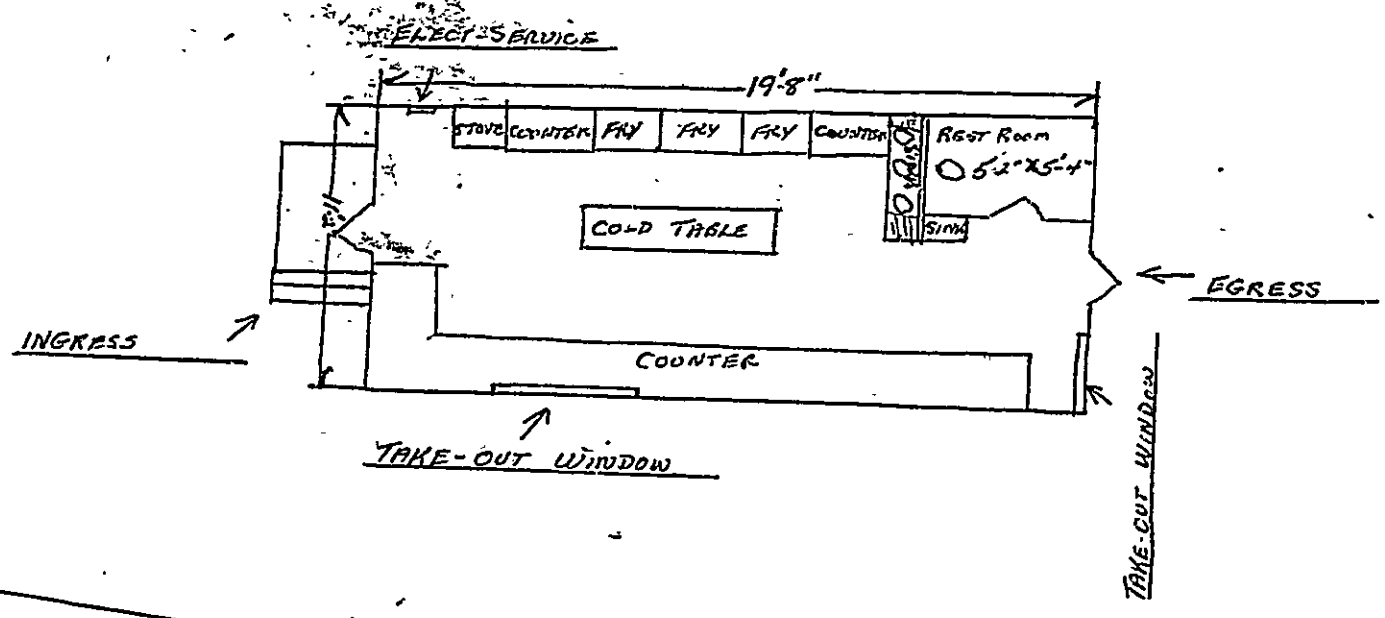 ELECT-SERVICE
19'-8"
STOVE COUNTER FRY FRY FRY COUNTER
REST ROOM
5'-2" X 5'-4"
COLD TABLE
SINK
EGRESS
INGRESS
COUNTER
TAKE-OUT WINDOW
TAKE-OUT WINDOW